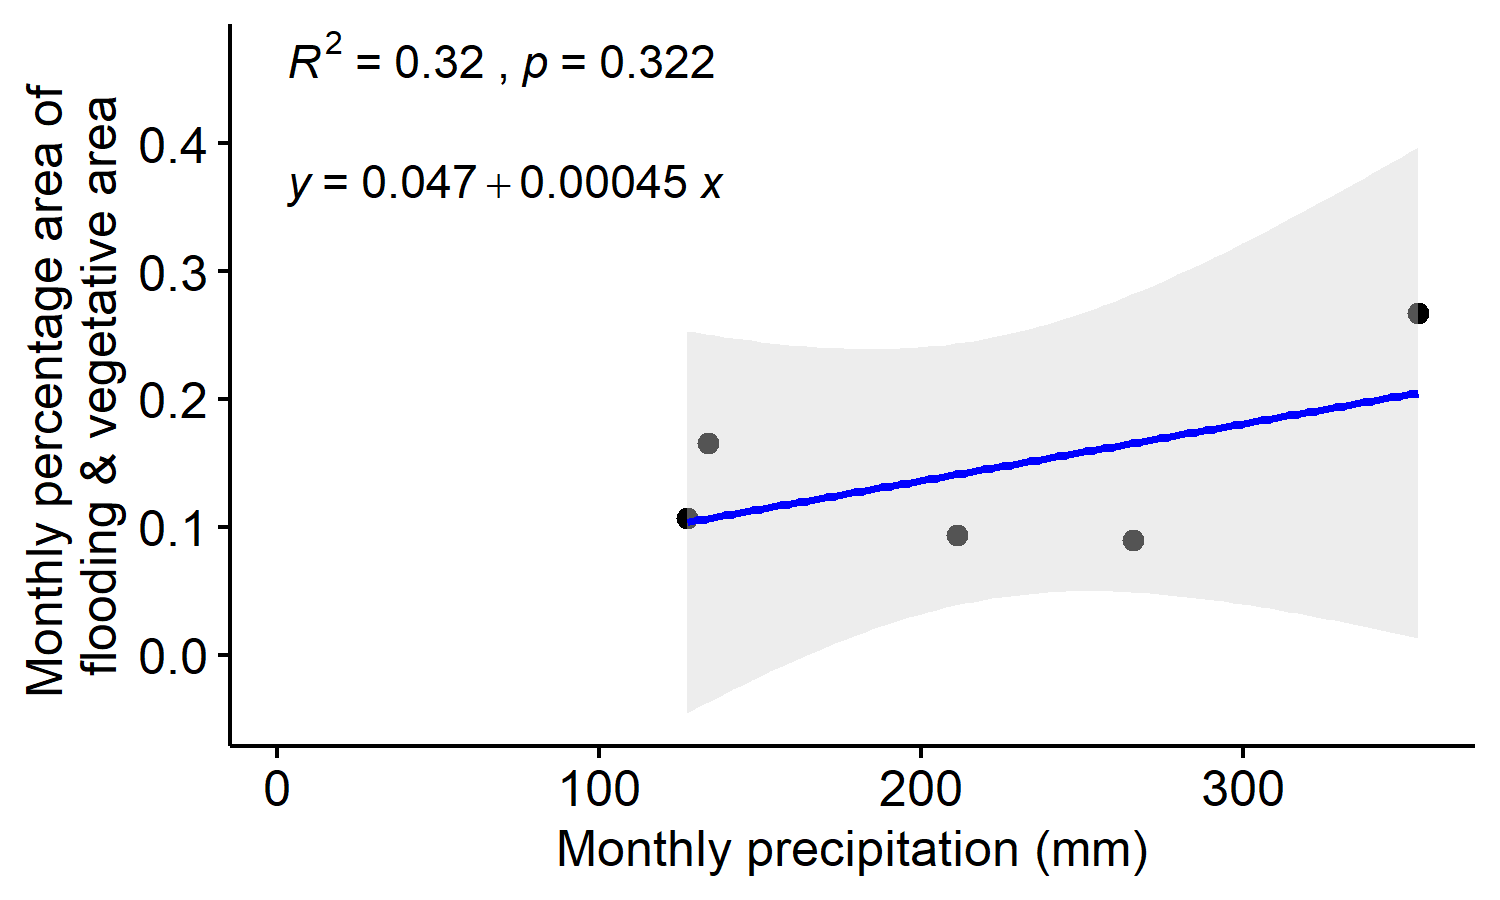 R² = 0.32 , p = 0.322
y = 0.047 + 0.00045 x
Monthly percentage area of
flooding & vegetative area
0.4
0.3
0.2
0.1
0.0
0 100 200 300
Monthly precipitation (mm)